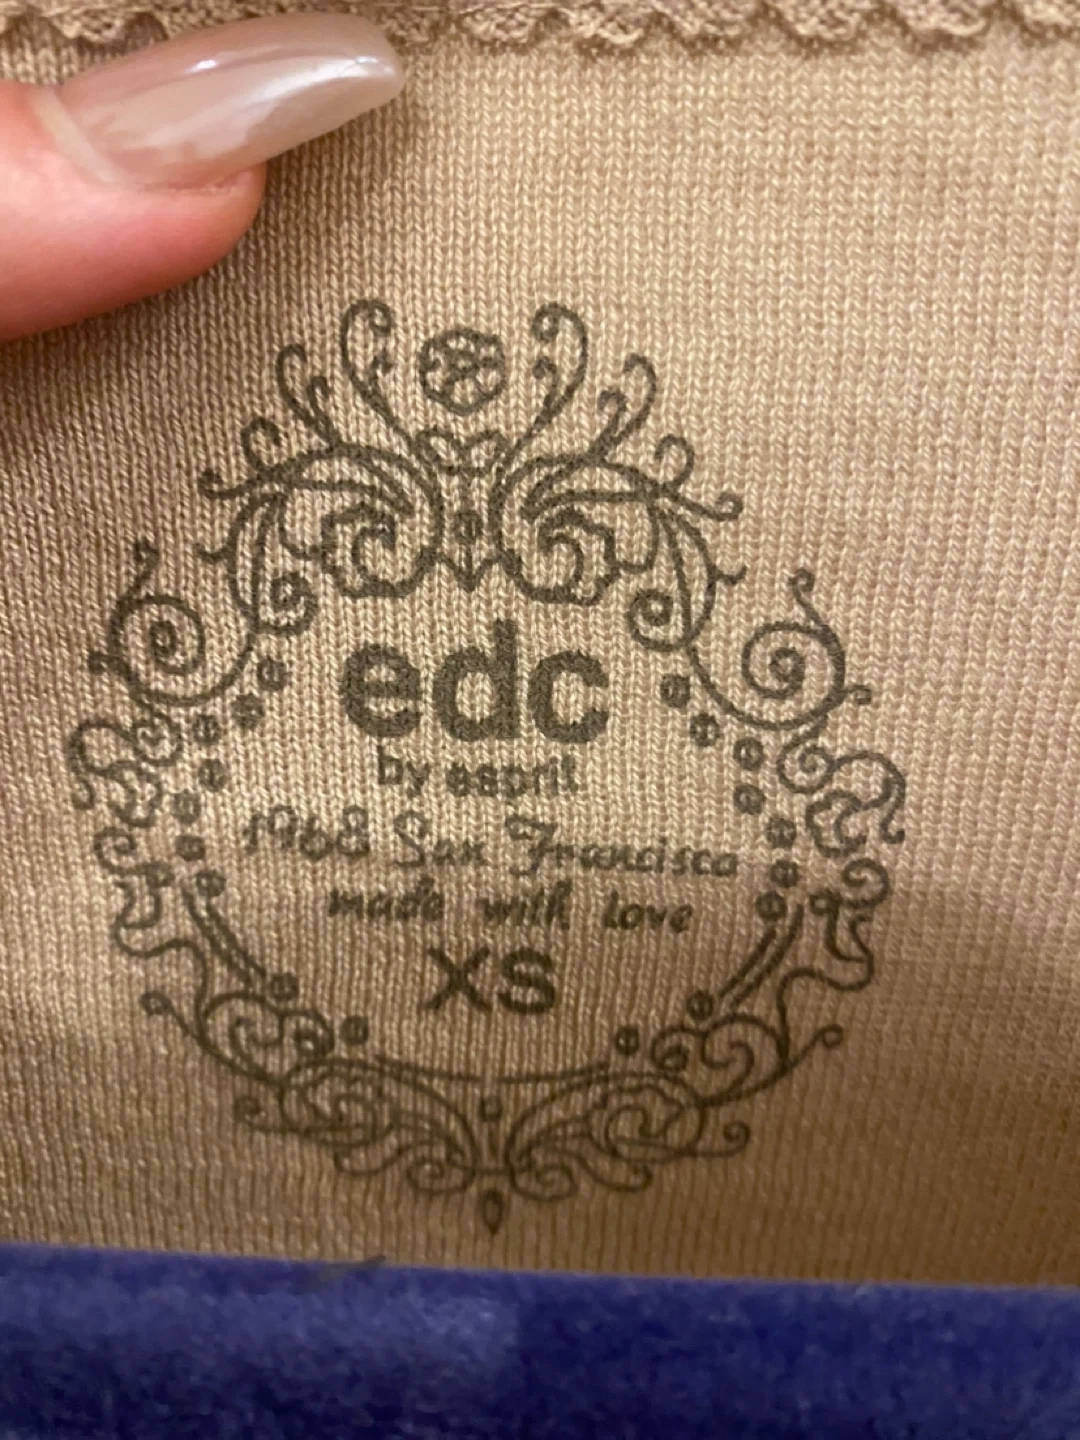 edc
by esprit
1968 San Francisco
made with love
XS